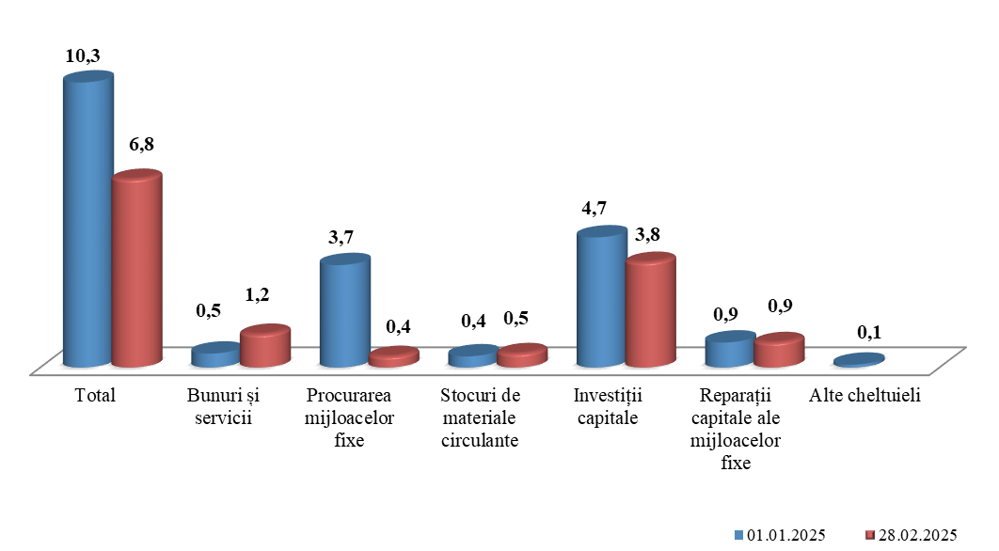 10,3
6,8
0,5
1,2
3,7
0,4
0,4
0,5
4,7
3,8
0,9
0,9
0,1
Total
Bunuri și
servicii
Procurarea
mijloacelor
fixe
Stocuri de
materiale
circulante
Investiții
capitale
Reparații
capitale ale
mijloacelor
fixe
Alte cheltuieli
01.01.2025
28.02.2025